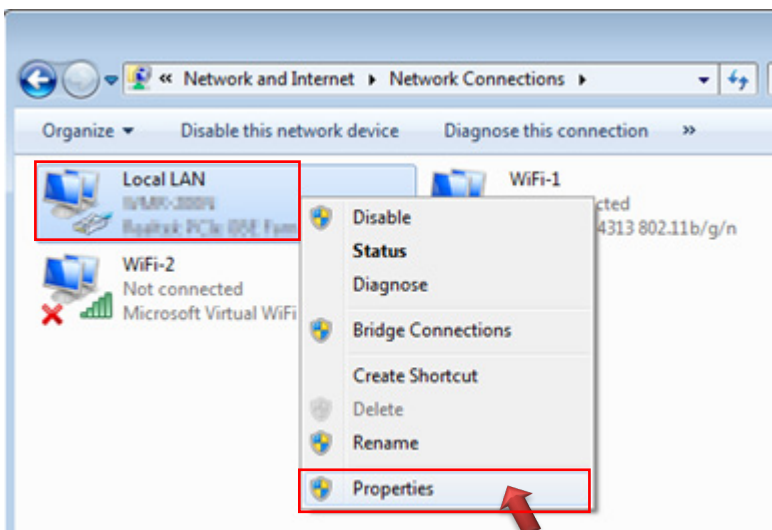 « Network and Internet ▸ Network Connections ▸
Organize ▾ Disable this network device Diagnose this connection »
Local LAN
WiFi-1
cted
4313 802.11b/g/n
WiFi-2
Not connected
Microsoft Virtual WiFi
Disable
Status
Diagnose
Bridge Connections
Create Shortcut
Delete
Rename
Properties